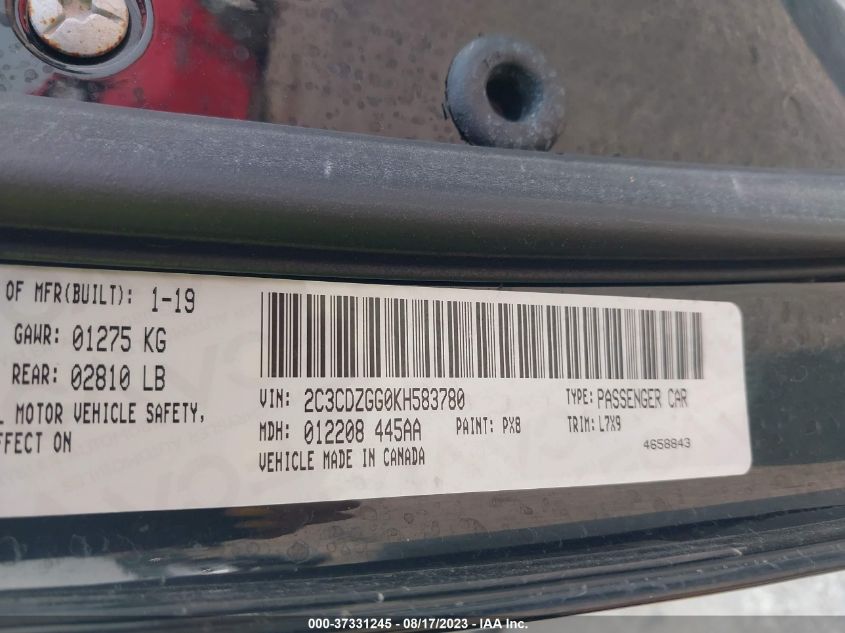 OF MFR(BUILT): 1-19
GAWR: 01275 KG
REAR: 02810 LB
MOTOR VEHICLE SAFETY,
EFFECT ON
VIN: 2C3CDZGG0KH583780
TYPE: PASSENGER CAR
MDH: 012208 445AA
PAINT: PX8
TRIM: L7X9
VEHICLE MADE IN CANADA
4658843
000-37331245 - 08/17/2023 - IAA Inc.